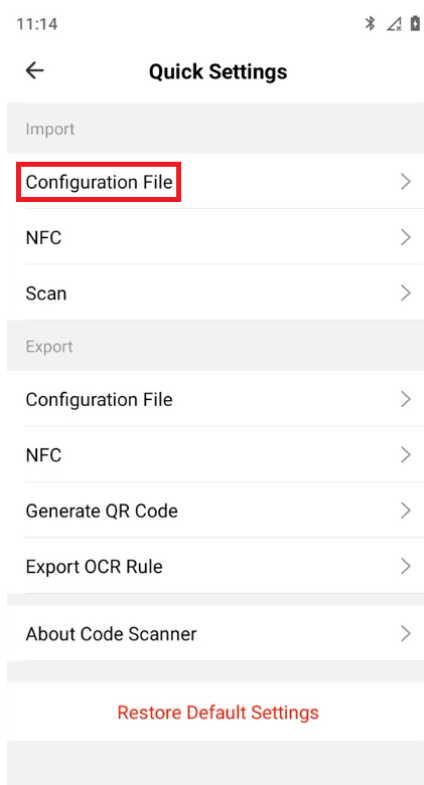 11:14
Quick Settings
Import
Configuration File
NFC
Scan
Export
Configuration File
NFC
Generate QR Code
Export OCR Rule
About Code Scanner
Restore Default Settings